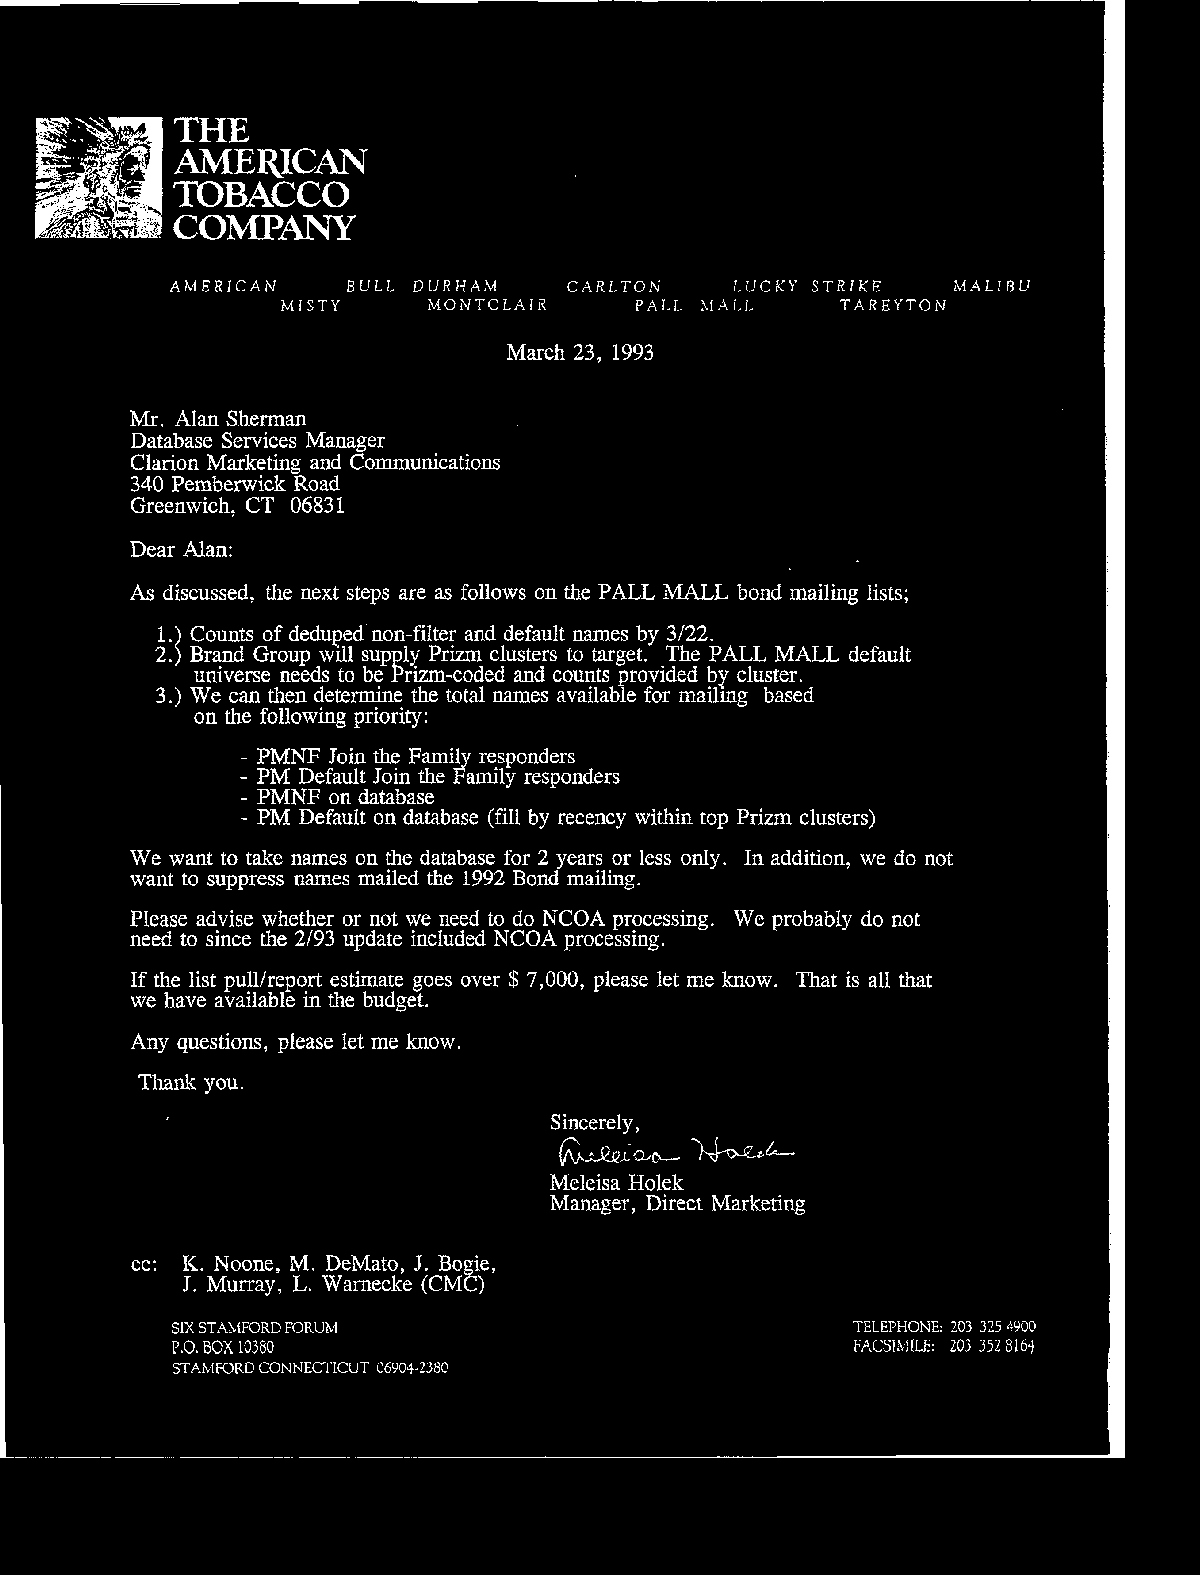 THE
AMERICAN
TOBACCO
COMPANY
AMERICAN BULL DURHAM CARLTON LUCKY STRIKE MALIBU
MISTY MONTCLAIR PALL MALL TAREYTON
March 23, 1993
Mr. Alan Sherman
Database Services Manager
Clarion Marketing and Communications
340 Pemberwick Road
Greenwich, CT 06831
Dear Alan:
As discussed, the next steps are as follows on the PALL MALL bond mailing lists;
1.) Counts of deduped non-filter and default names by 3/22.
2.) Brand Group will supply Prizm clusters to target. The PALL MALL default
universe needs to be Prizm-coded and counts provided by cluster.
3.) We can then determine the total names available for mailing based
on the following priority:
- PMNF Join the Family responders
- PM Default Join the Family responders
- PMNF on database
- PM Default on database (fill by recency within top Prizm clusters)
We want to take names on the database for 2 years or less only. In addition, we do not
want to suppress names mailed the 1992 Bond mailing.
Please advise whether or not we need to do NCOA processing. We probably do not
need to since the 2/93 update included NCOA processing.
If the list pull/report estimate goes over $ 7,000, please let me know. That is all that
we have available in the budget.
Any questions, please let me know.
Thank you.
Sincerely,
Meleisa Holek
Meleisa Holek
Manager, Direct Marketing
cc: K. Noone, M. DeMato, J. Bogie,
J. Murray, L. Warnecke (CMC)
SIX STAMFORD FORUM
P.O. BOX 10380
STAMFORD CONNECTICUT 06904-2380
TELEPHONE: 203 325 4900
FACSIMILE: 203 352 8164